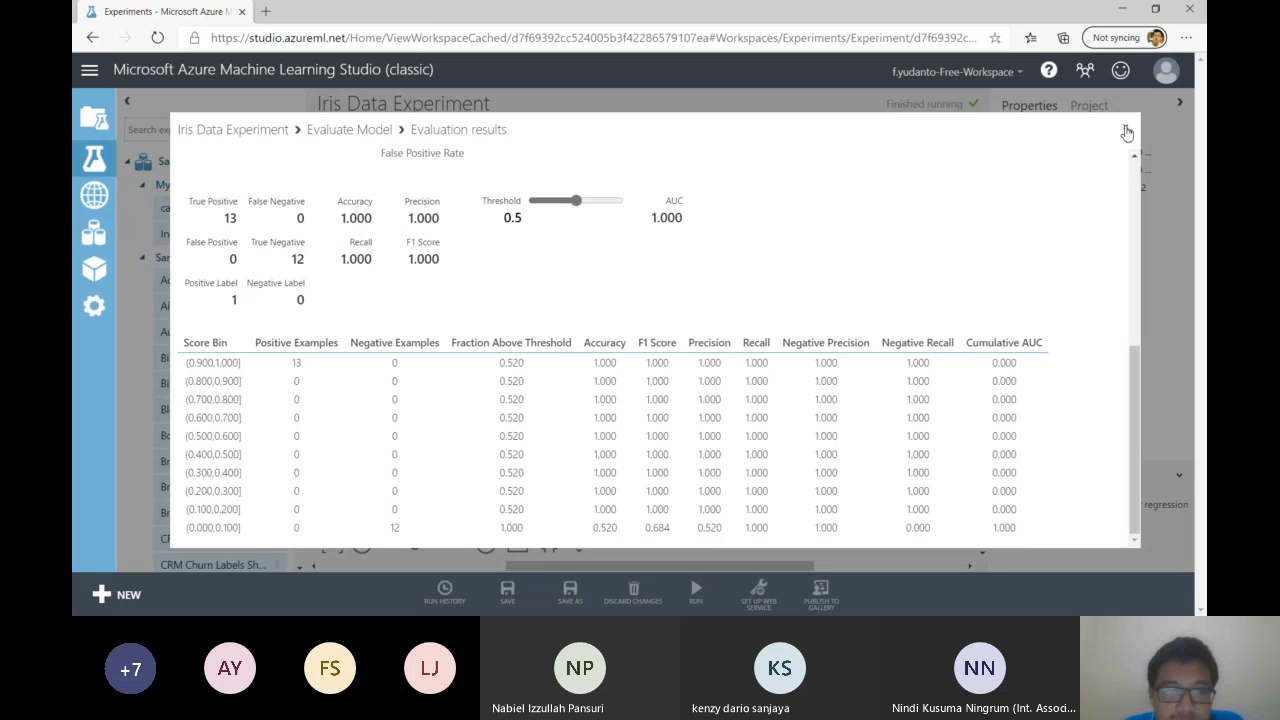 Experiments - Microsoft Azure M
https://studio.azureml.net/Home/ViewWorkspaceCached/d7f69392cc524005b3f42286579107ea#Workspaces/Experiments/Experiment/d7f69392c...
Not syncing
Microsoft Azure Machine Learning Studio (classic)
f.yudanto-Free-Workspace
Iris Data Experiment
Finished running
Properties Project
Search exp
Iris Data Experiment > Evaluate Model > Evaluation results
False Positive Rate
True Positive False Negative Accuracy Precision Threshold AUC
13 0 1.000 1.000 0.5 1.000
False Positive True Negative Recall F1 Score
0 12 1.000 1.000
Positive Label Negative Label
1 0
Score Bin Positive Examples Negative Examples Fraction Above Threshold Accuracy F1 Score Precision Recall Negative Precision Negative Recall Cumulative AUC
(0.900,1.000] 13 0 0.520 1.000 1.000 1.000 1.000 1.000 1.000 0.000
(0.800,0.900] 0 0 0.520 1.000 1.000 1.000 1.000 1.000 1.000 0.000
(0.700,0.800] 0 0 0.520 1.000 1.000 1.000 1.000 1.000 1.000 0.000
(0.600,0.700] 0 0 0.520 1.000 1.000 1.000 1.000 1.000 1.000 0.000
(0.500,0.600] 0 0 0.520 1.000 1.000 1.000 1.000 1.000 1.000 0.000
(0.400,0.500] 0 0 0.520 1.000 1.000 1.000 1.000 1.000 1.000 0.000
(0.300,0.400] 0 0 0.520 1.000 1.000 1.000 1.000 1.000 1.000 0.000
(0.200,0.300] 0 0 0.520 1.000 1.000 1.000 1.000 1.000 1.000 0.000
(0.100,0.200] 0 0 0.520 1.000 1.000 1.000 1.000 1.000 1.000 0.000
(0.000,0.100] 0 12 1.000 0.520 0.684 0.520 1.000 1.000 0.000 1.000
r regression
CRM Churn Labels Sh...
NEW
RUN HISTORY SAVE SAVE AS DISCARD CHANGES RUN SET UP WEB SERVICE PUBLISH TO GALLERY
+7 AY FS LJ NP KS NN
Nabiel Izzullah Pansuri kenzy dario sanjaya Nindi Kusuma Ningrum (Int. Associ...